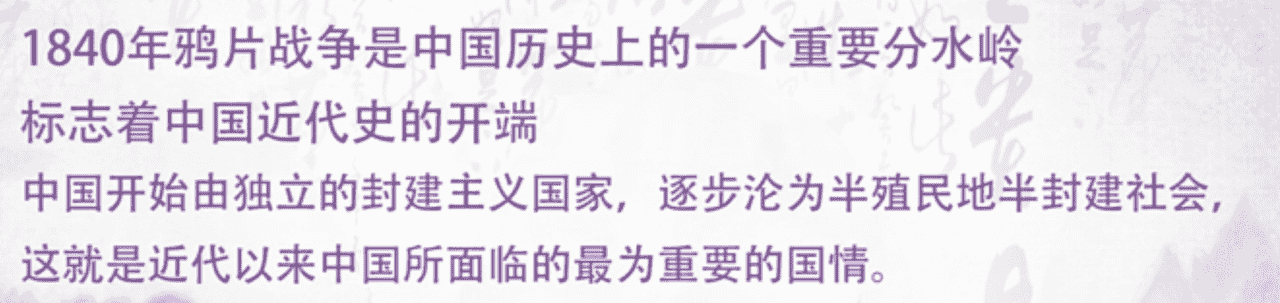 1840年鸦片战争是中国历史上的一个重要分水岭
标志着中国近代史的开端
中国开始由独立的封建主义国家，逐步沦为半殖民地半封建社会，
这就是近代以来中国所面临的最为重要的国情。